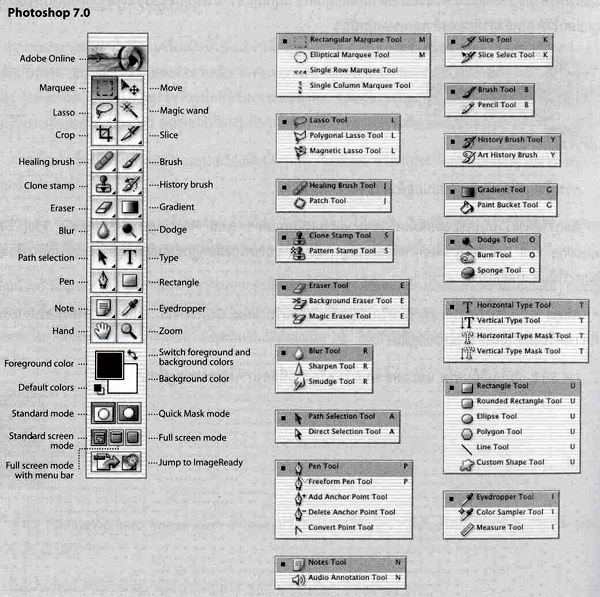 Photoshop 7.0
Adobe Online
Marquee
Move
Lasso
Magic wand
Crop
Slice
Healing brush
Brush
Clone stamp
History brush
Eraser
Gradient
Blur
Dodge
Path selection
Type
Pen
Rectangle
Note
Eyedropper
Hand
Zoom
Foreground color
Switch foreground and
background colors
Default colors
Background color
Standard mode
Quick Mask mode
Standard screen
mode
Full screen mode
Full screen mode
with menu bar
Jump to ImageReady
Rectangular Marquee Tool M
Elliptical Marquee Tool M
Single Row Marquee Tool
Single Column Marquee Tool
Lasso Tool L
Polygonal Lasso Tool L
Magnetic Lasso Tool L
Healing Brush Tool J
Patch Tool J
Clone Stamp Tool S
Pattern Stamp Tool S
Eraser Tool E
Background Eraser Tool E
Magic Eraser Tool E
Blur Tool R
Sharpen Tool R
Smudge Tool R
Path Selection Tool A
Direct Selection Tool A
Pen Tool P
Freeform Pen Tool P
Add Anchor Point Tool
Delete Anchor Point Tool
Convert Point Tool
Notes Tool N
Audio Annotation Tool N
Slice Tool K
Slice Select Tool K
Brush Tool B
Pencil Tool B
History Brush Tool Y
Art History Brush Y
Gradient Tool G
Paint Bucket Tool G
Dodge Tool O
Burn Tool O
Sponge Tool O
Horizontal Type Tool T
Vertical Type Tool T
Horizontal Type Mask Tool T
Vertical Type Mask Tool T
Rectangle Tool U
Rounded Rectangle Tool U
Ellipse Tool U
Polygon Tool U
Line Tool U
Custom Shape Tool U
Eyedropper Tool I
Color Sampler Tool I
Measure Tool I